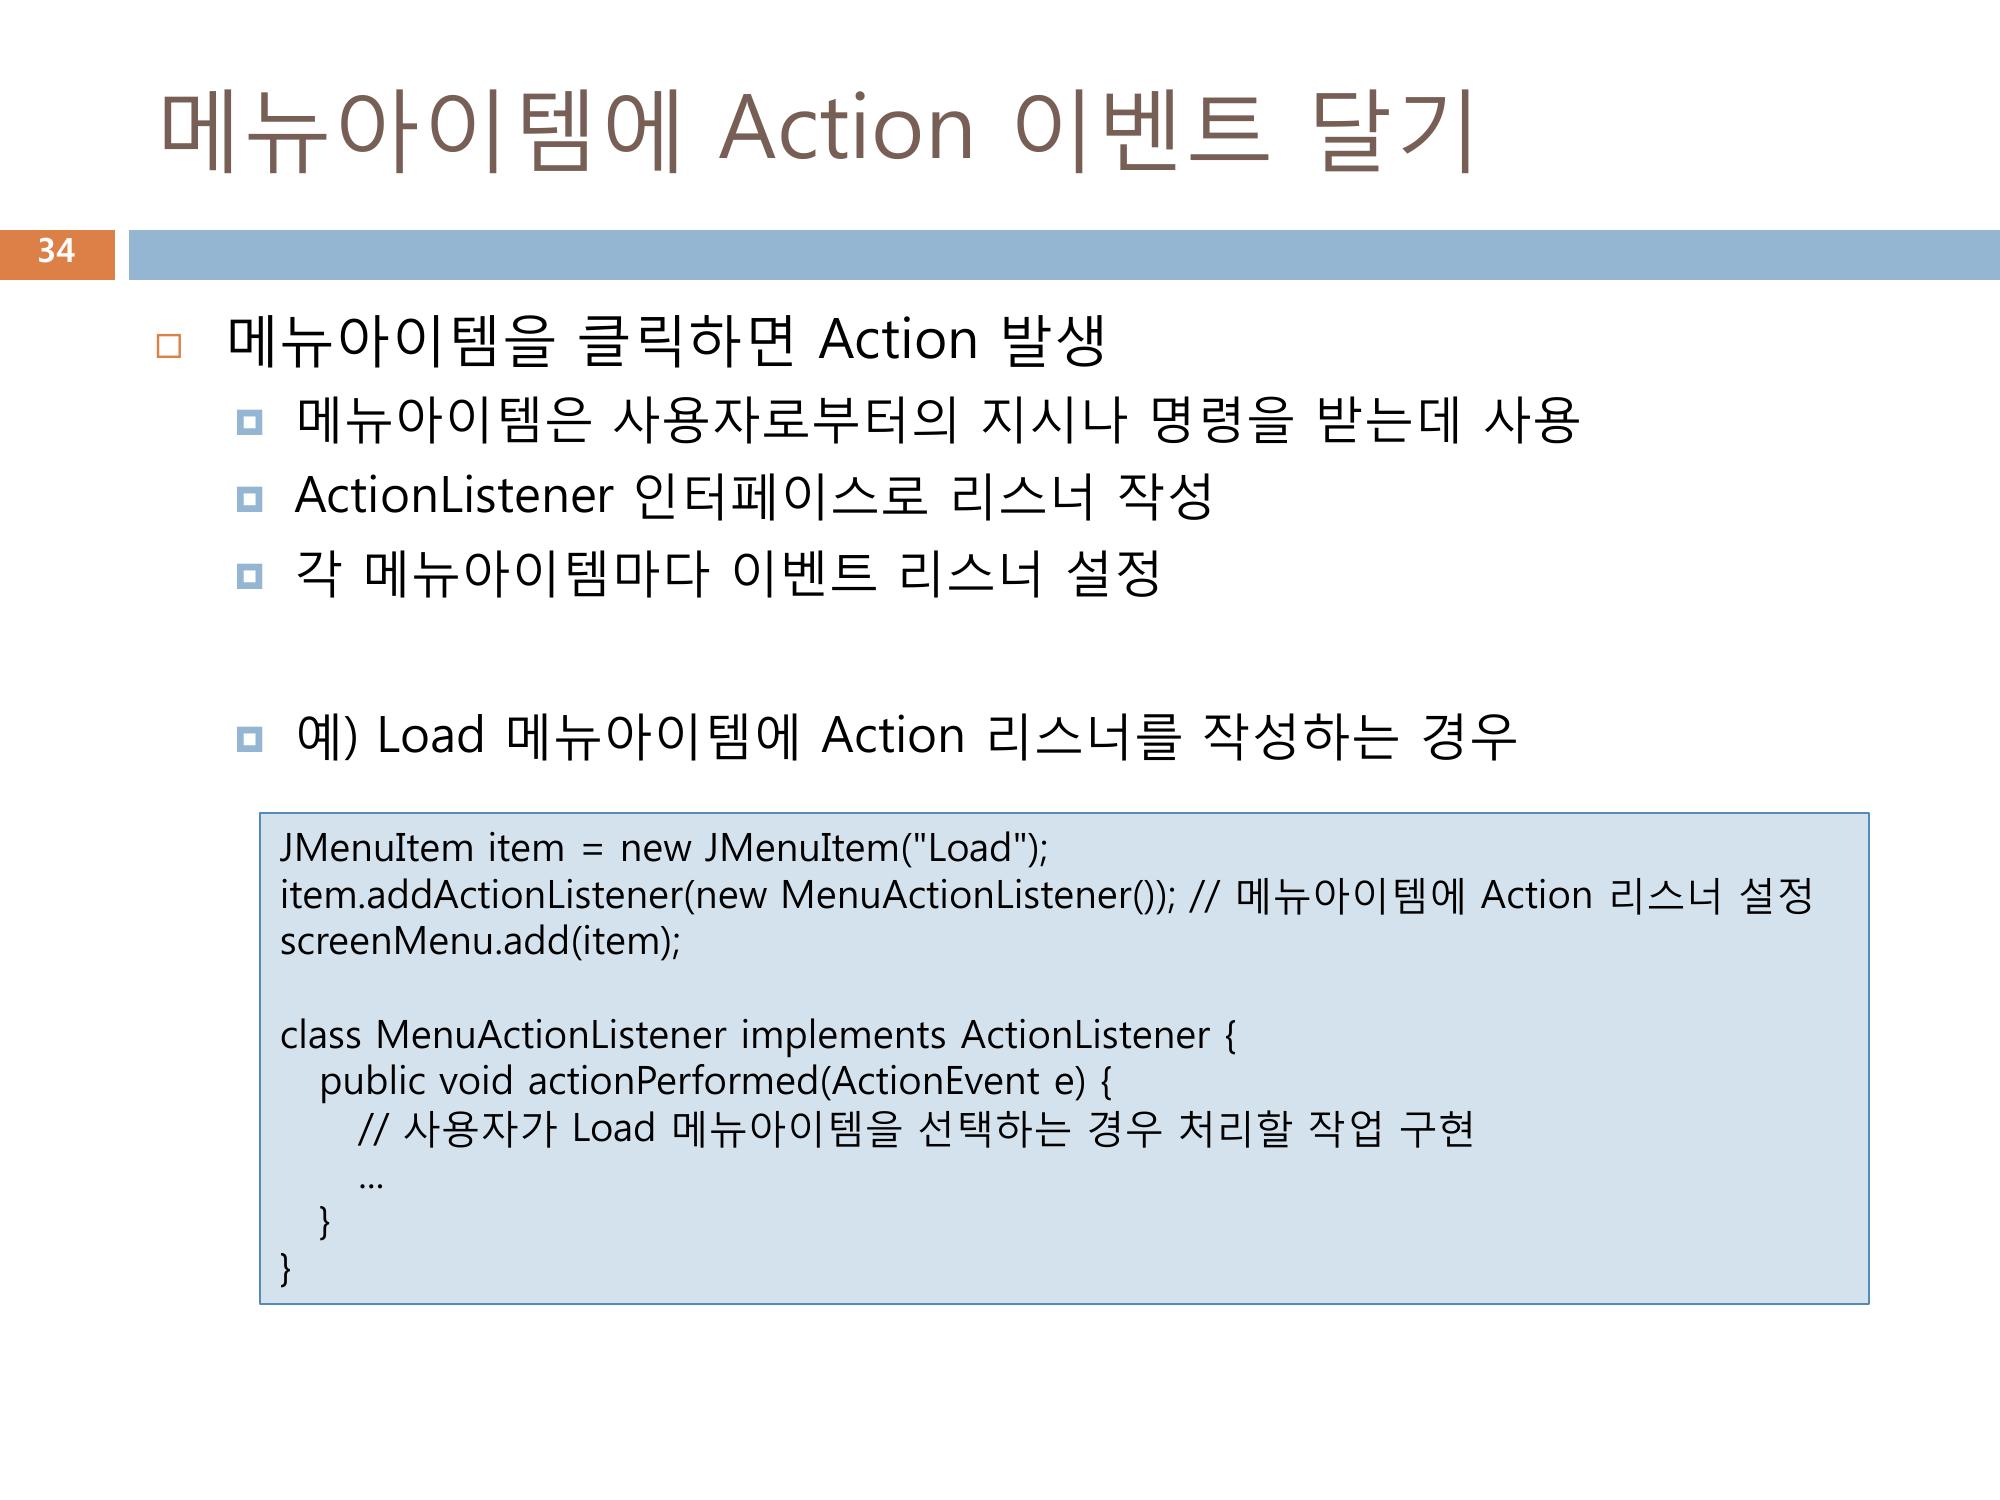 메뉴아이템에 Action 이벤트 달기
34
메뉴아이템을 클릭하면 Action 발생
메뉴아이템은 사용자로부터의 지시나 명령을 받는데 사용
ActionListener 인터페이스로 리스너 작성
각 메뉴아이템마다 이벤트 리스너 설정
예) Load 메뉴아이템에 Action 리스너를 작성하는 경우
JMenuItem item = new JMenuItem("Load");
item.addActionListener(new MenuActionListener()); // 메뉴아이템에 Action 리스너 설정
screenMenu.add(item);
class MenuActionListener implements ActionListener {
public void actionPerformed(ActionEvent e) {
// 사용자가 Load 메뉴아이템을 선택하는 경우 처리할 작업 구현
...
}
}